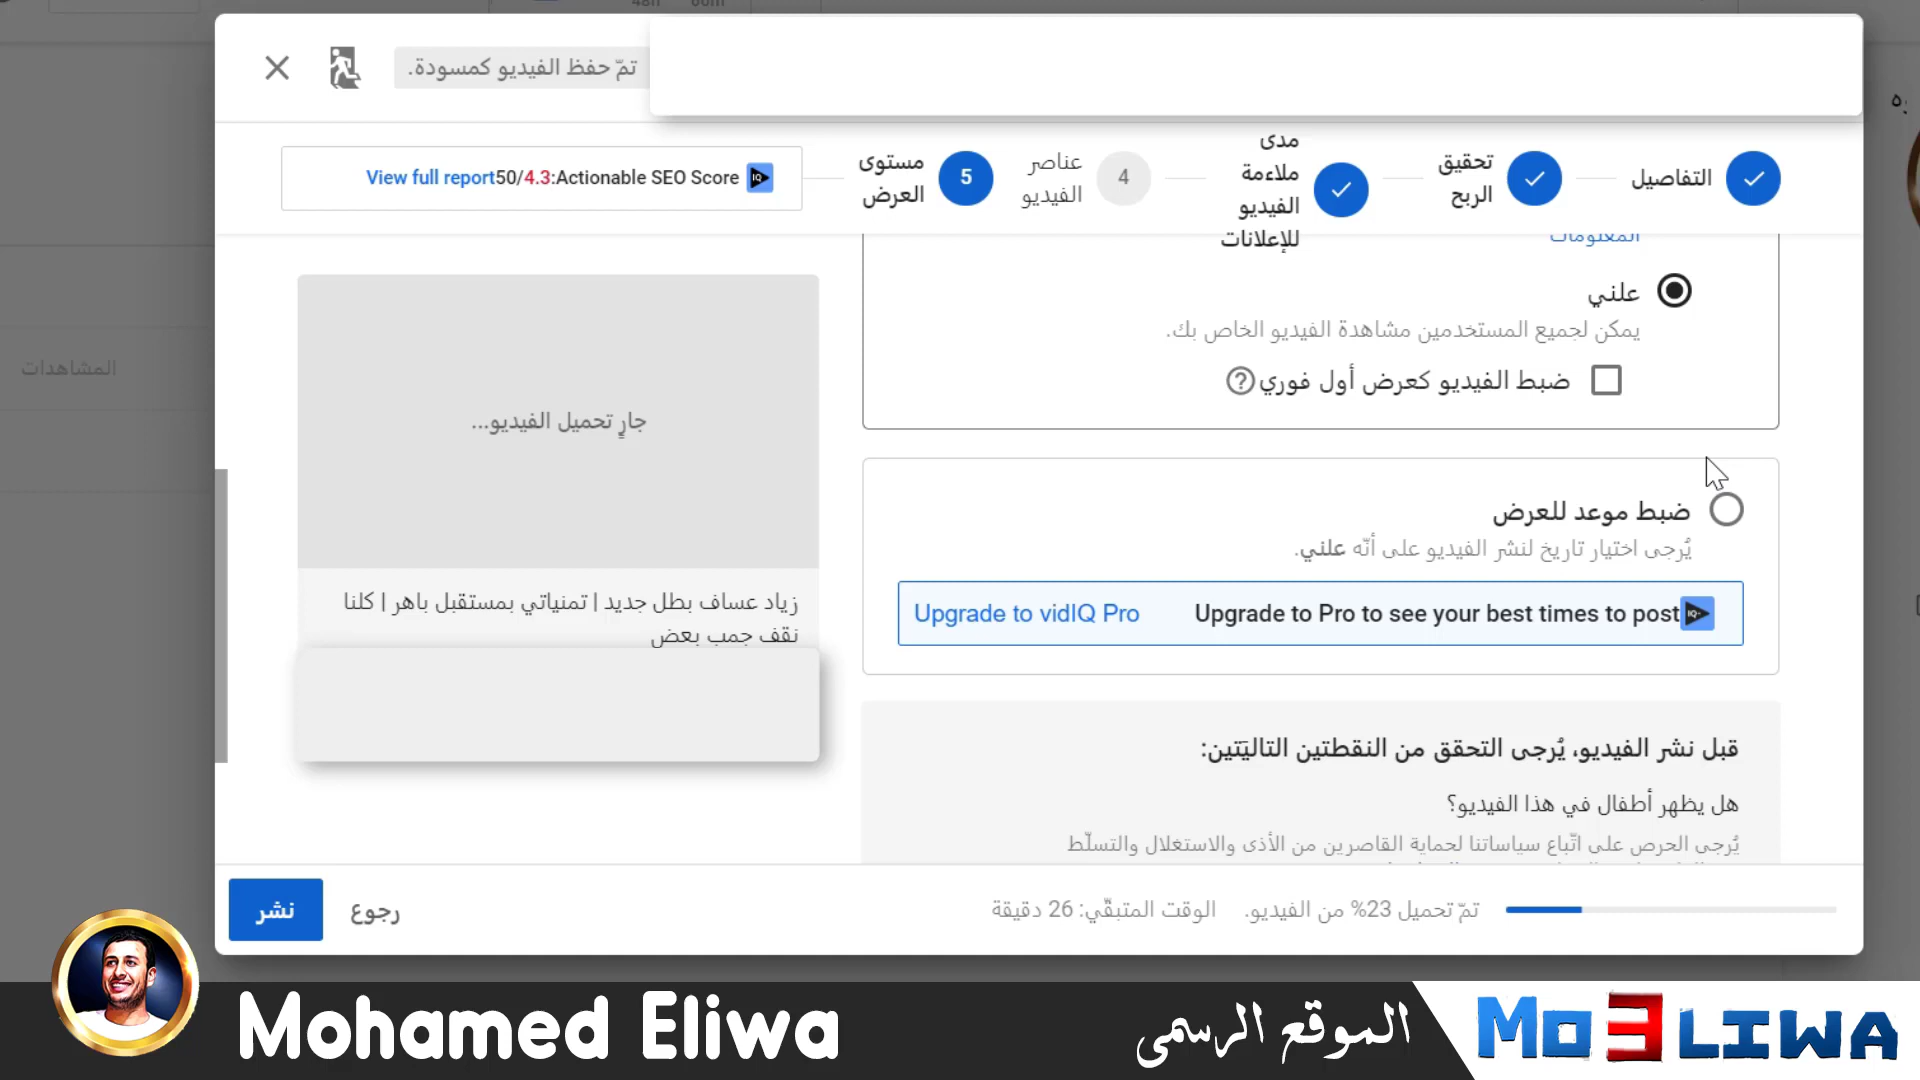 48h 60m
تمّ حفظ الفيديو كمسودة.
التفاصيل
تحقيق الربح
مدى ملاءمة الفيديو للإعلانات
4
عناصر الفيديو
5
مستوى العرض
View full report50/4.3:Actionable SEO Score
المعلومات
علني
يمكن لجميع المستخدمين مشاهدة الفيديو الخاص بك.
ضبط الفيديو كعرض أول فوري
المشاهدات
جارٍ تحميل الفيديو...
زياد عساف بطل جديد | تمنياتي بمستقبل باهر | كلنا
نقف جمب بعض
ضبط موعد للعرض
يُرجى اختيار تاريخ لنشر الفيديو على أنّه علني.
Upgrade to vidIQ Pro Upgrade to Pro to see your best times to post
قبل نشر الفيديو، يُرجى التحقق من النقطتين التاليَتين:
هل يظهر أطفال في هذا الفيديو؟
يُرجى الحرص على اتّباع سياساتنا لحماية القاصرين من الأذى والاستغلال والتسلّط
تمّ تحميل 23% من الفيديو. الوقت المتبقّي: 26 دقيقة
رجوع
نشر
Mohamed Eliwa
الموقع الرسمى
Mo3LIWA